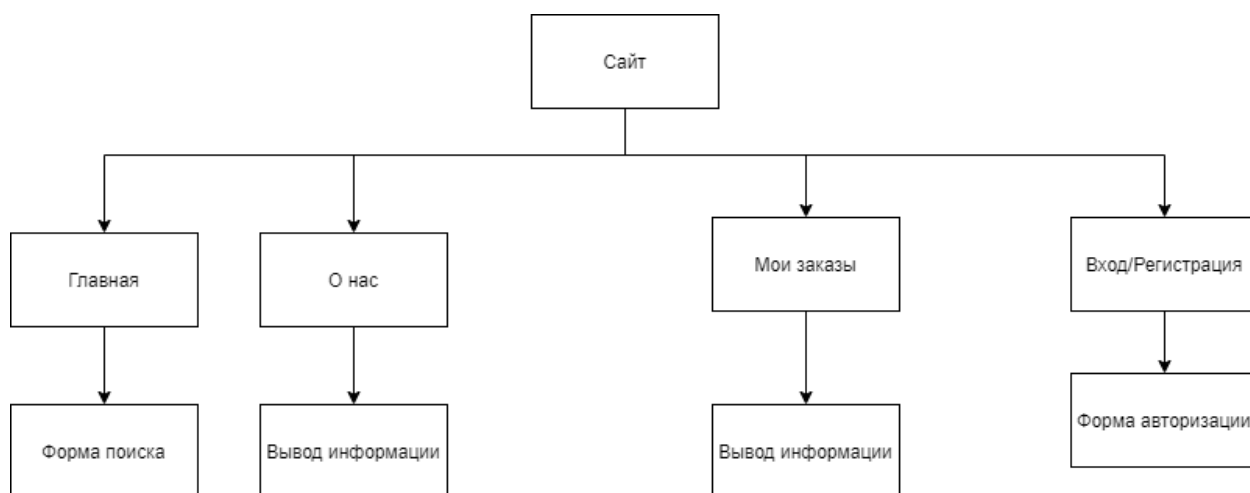 Сайт
Главная
О нас
Мои заказы
Вход/Регистрация
Форма поиска
Вывод информации
Вывод информации
Форма авторизации